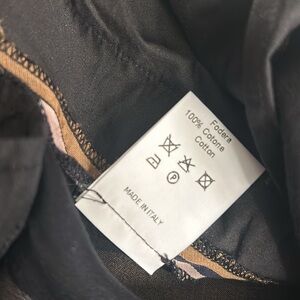 Fodera
100% Cotone
Cotton
P
MADE IN ITALY